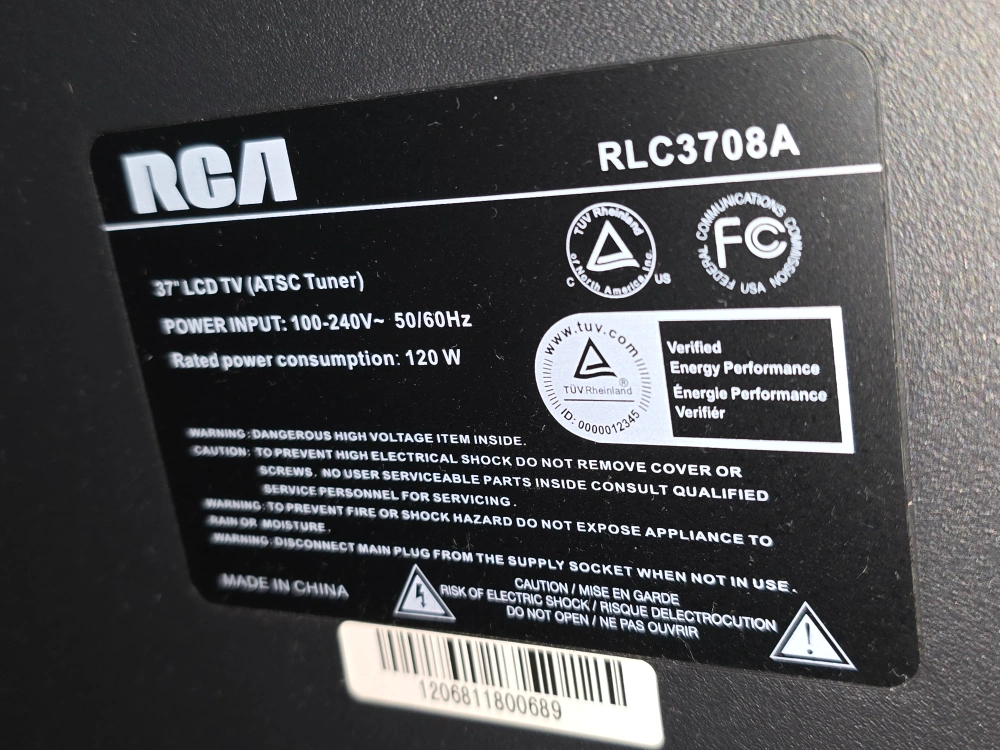 RCA
RLC3708A
TÜV Rheinland
of North America, Inc.
C US
FEDERAL COMMUNICATIONS COMMISSION
USA
FC
37" LCD TV (ATSC Tuner)
POWER INPUT: 100-240V~ 50/60Hz
Rated power consumption: 120 W
www.tuv.com
TÜVRheinland®
ID: 0000012345
Verified
Energy Performance
Énergie Performance
Verifiér
WARNING: DANGEROUS HIGH VOLTAGE ITEM INSIDE.
CAUTION: TO PREVENT HIGH ELECTRICAL SHOCK DO NOT REMOVE COVER OR
SCREWS. NO USER SERVICEABLE PARTS INSIDE CONSULT QUALIFIED
SERVICE PERSONNEL FOR SERVICING.
WARNING: TO PREVENT FIRE OR SHOCK HAZARD DO NOT EXPOSE APPLIANCE TO
RAIN OR MOISTURE.
WARNING: DISCONNECT MAIN PLUG FROM THE SUPPLY SOCKET WHEN NOT IN USE.
MADE IN CHINA
CAUTION / MISE EN GARDE
RISK OF ELECTRIC SHOCK / RISQUE DELECTROCUTION
DO NOT OPEN / NE PAS OUVRIR
1206811800689